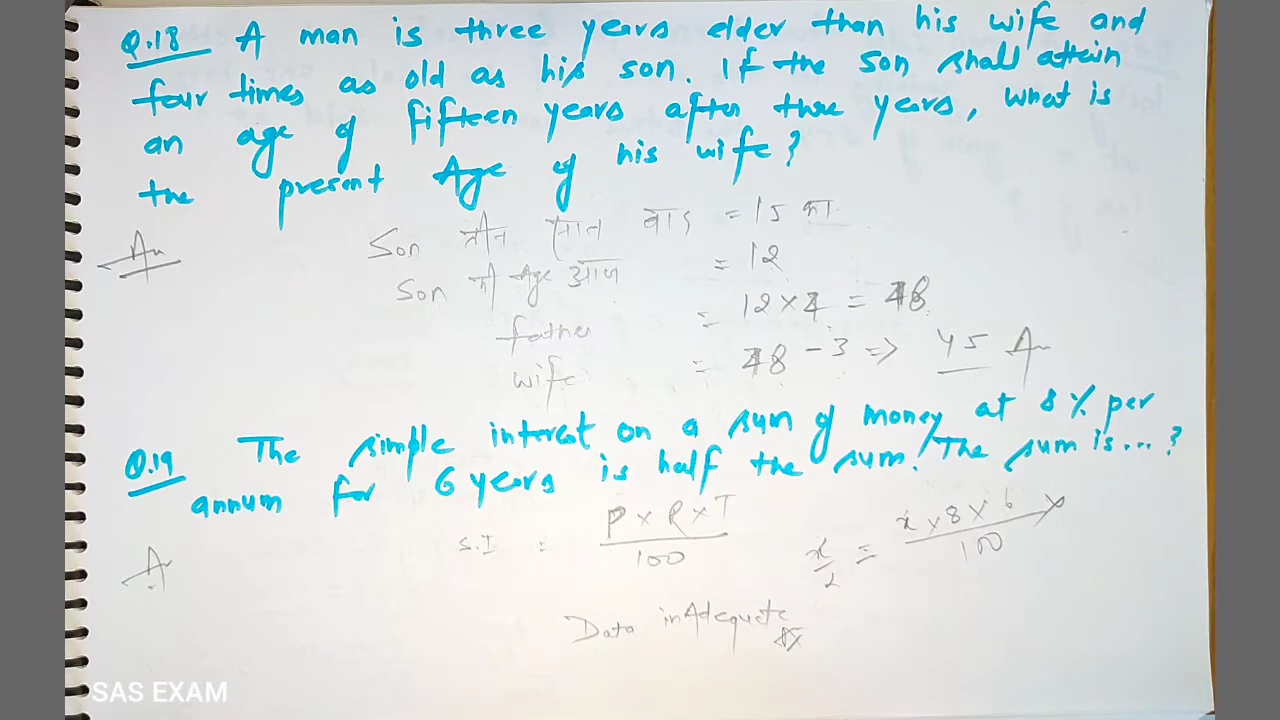 Q.18 A man is three years elder than his wife and
four times as old as his son. If the son shall attein
an age of fifteen years after three years, what is
the present Age of his wife?
An Son तीन साल बाद = 15 का
Son की Age आज = 12
father = 12 x 4 = 48
wife = 48 - 3 => 45 An
Q.19 The simple interest on a sum of money at 8% per
annum for 6 years is half the sum. The sum is...?
A S.I = P x R x T / 100 x/2 = x x 8 x 6 / 100
Data inAdequate
SAS EXAM